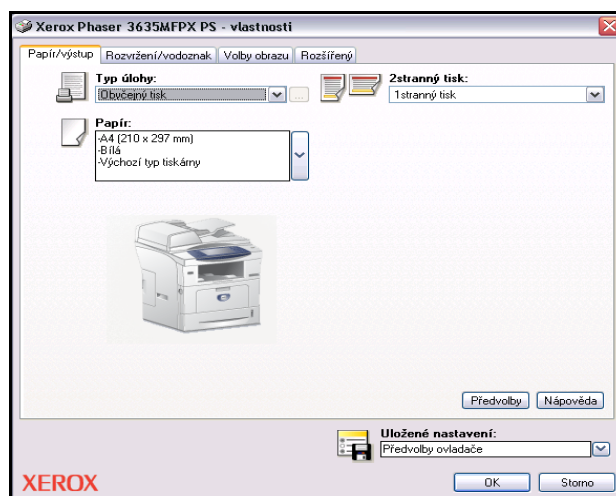 Xerox Phaser 3635MFPX PS - vlastnosti
Papír/výstup Rozvržení/vodoznak Volby obrazu Rozšířený
Typ úlohy:
Obyčejný tisk
...
2stranný tisk:
1stranný tisk
Papír:
-A4 (210 x 297 mm)
-Bílá
-Výchozí typ tiskárny
Předvolby Nápověda
Uložené nastavení:
Předvolby ovladače
XEROX
OK Storno